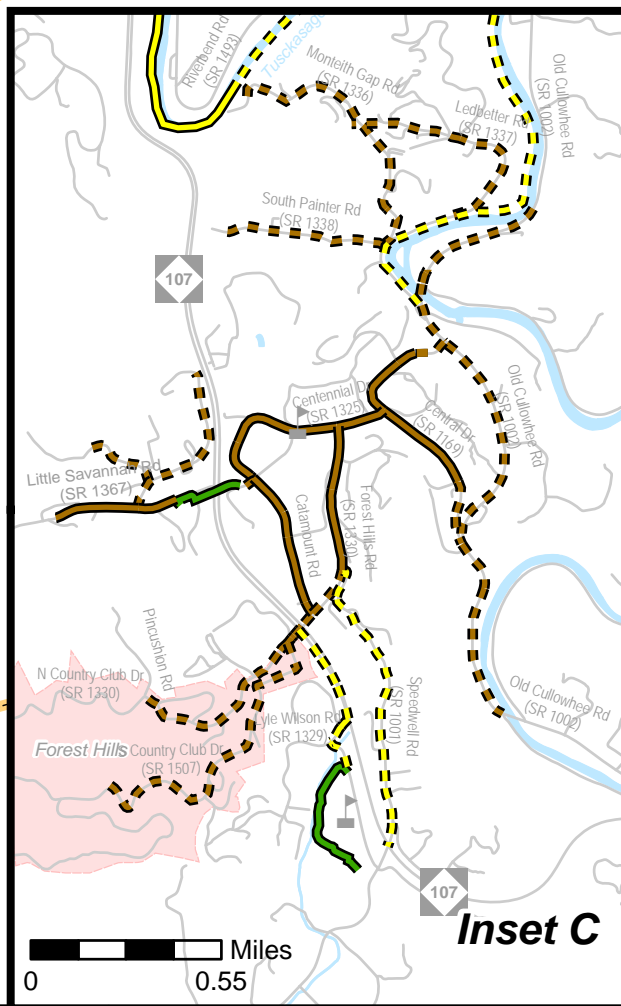 Riverbend Rd
(SR 1493)
Tuckasage
Monteith Gap Rd
(SR 1336)
Old Cullowhee Rd
(SR 1002)
Ledbetter Rd
(SR 1337)
South Painter Rd
(SR 1338)
107
Centennial Dr
(SR 1325)
Central Dr
(SR 1169)
Old Cullowhee Rd
(SR 1002)
Little Savannah Rd
(SR 1367)
Catamount Rd
Forest Hills Rd
(SR 1330)
Pincushion Rd
N Country Club Dr
(SR 1330)
Speedwell Rd
(SR 1001)
Old Cullowhee Rd
(SR 1002)
Lyle Wilson Rd
(SR 1329)
Forest Hills
Country Club Dr
(SR 1507)
107
Inset C
Miles
0 0.55